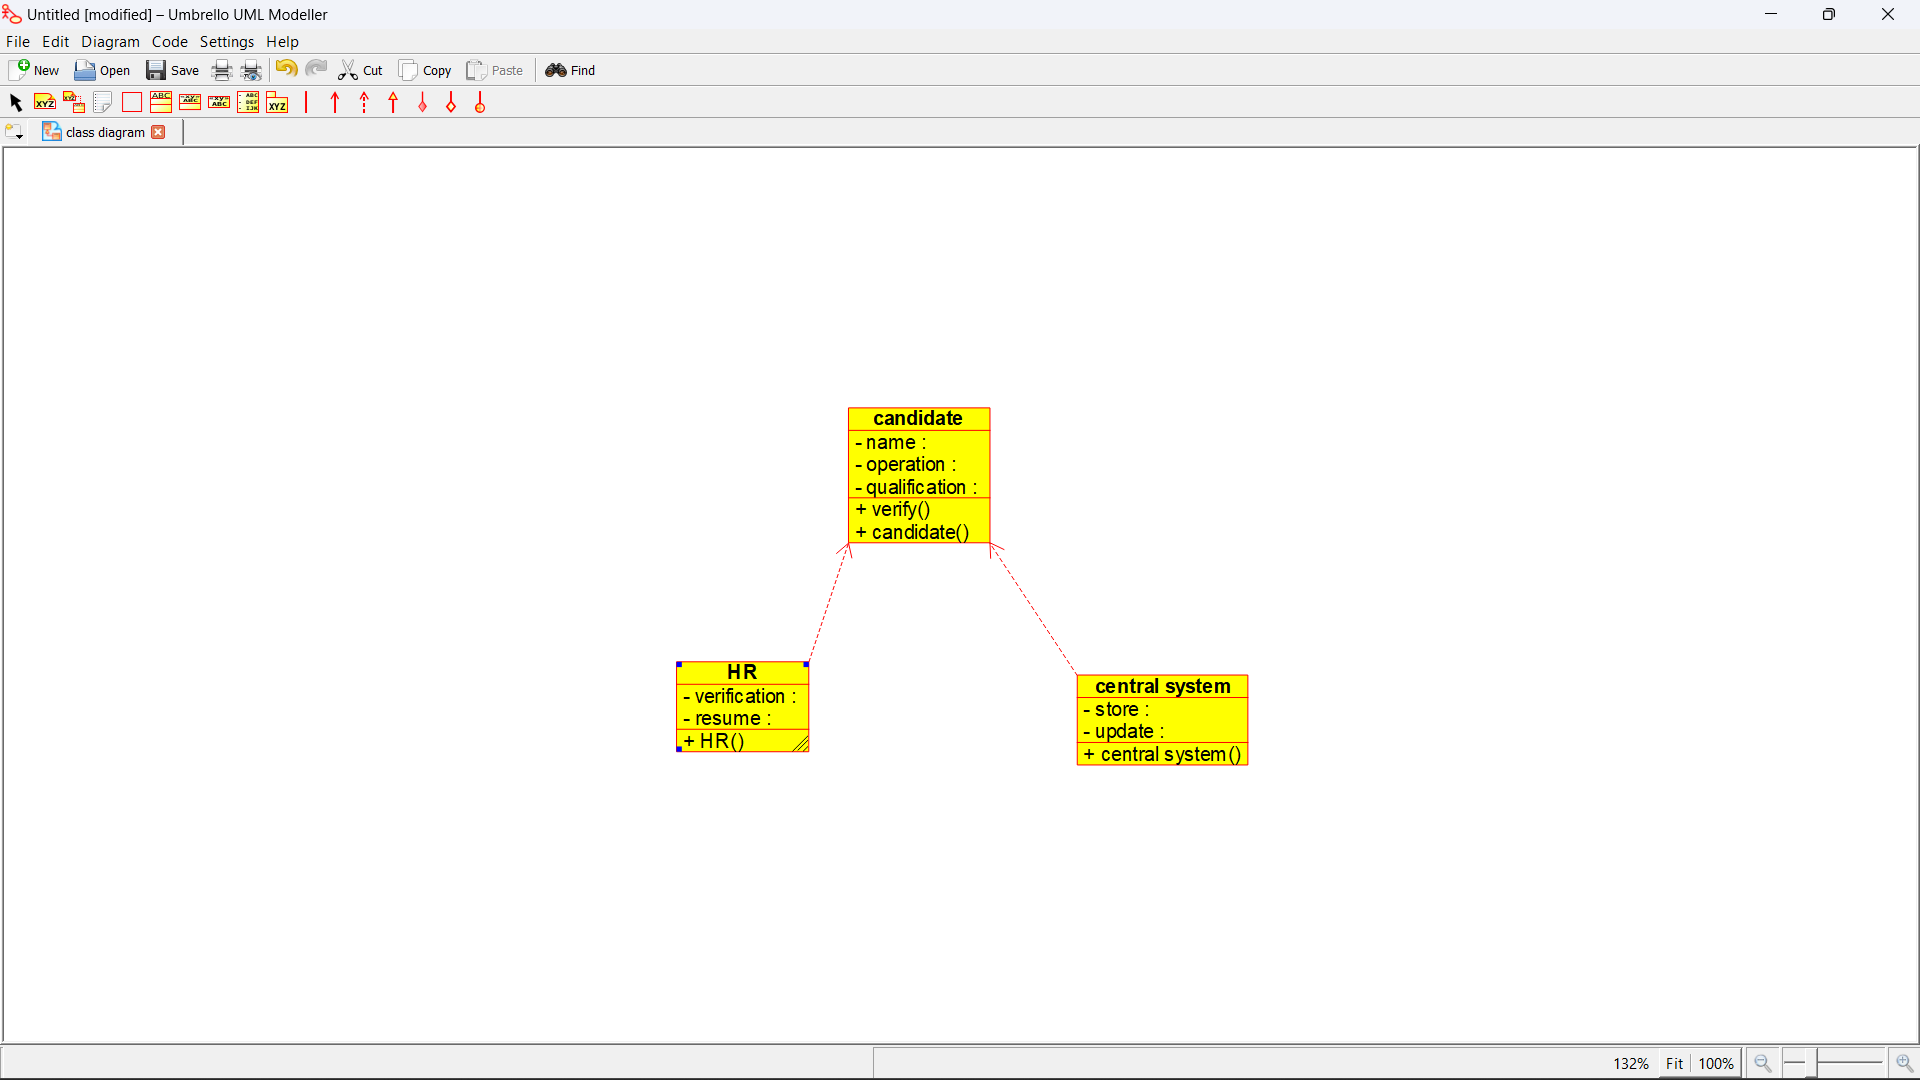 Untitled [modified] – Umbrello UML Modeller
File Edit Diagram Code Settings Help
New Open Save Cut Copy Paste Find
class diagram
candidate
- name :
- operation :
- qualification :
+ verify()
+ candidate()
HR
- verification :
- resume :
+ HR()
central system
- store :
- update :
+ central system()
132% Fit 100%